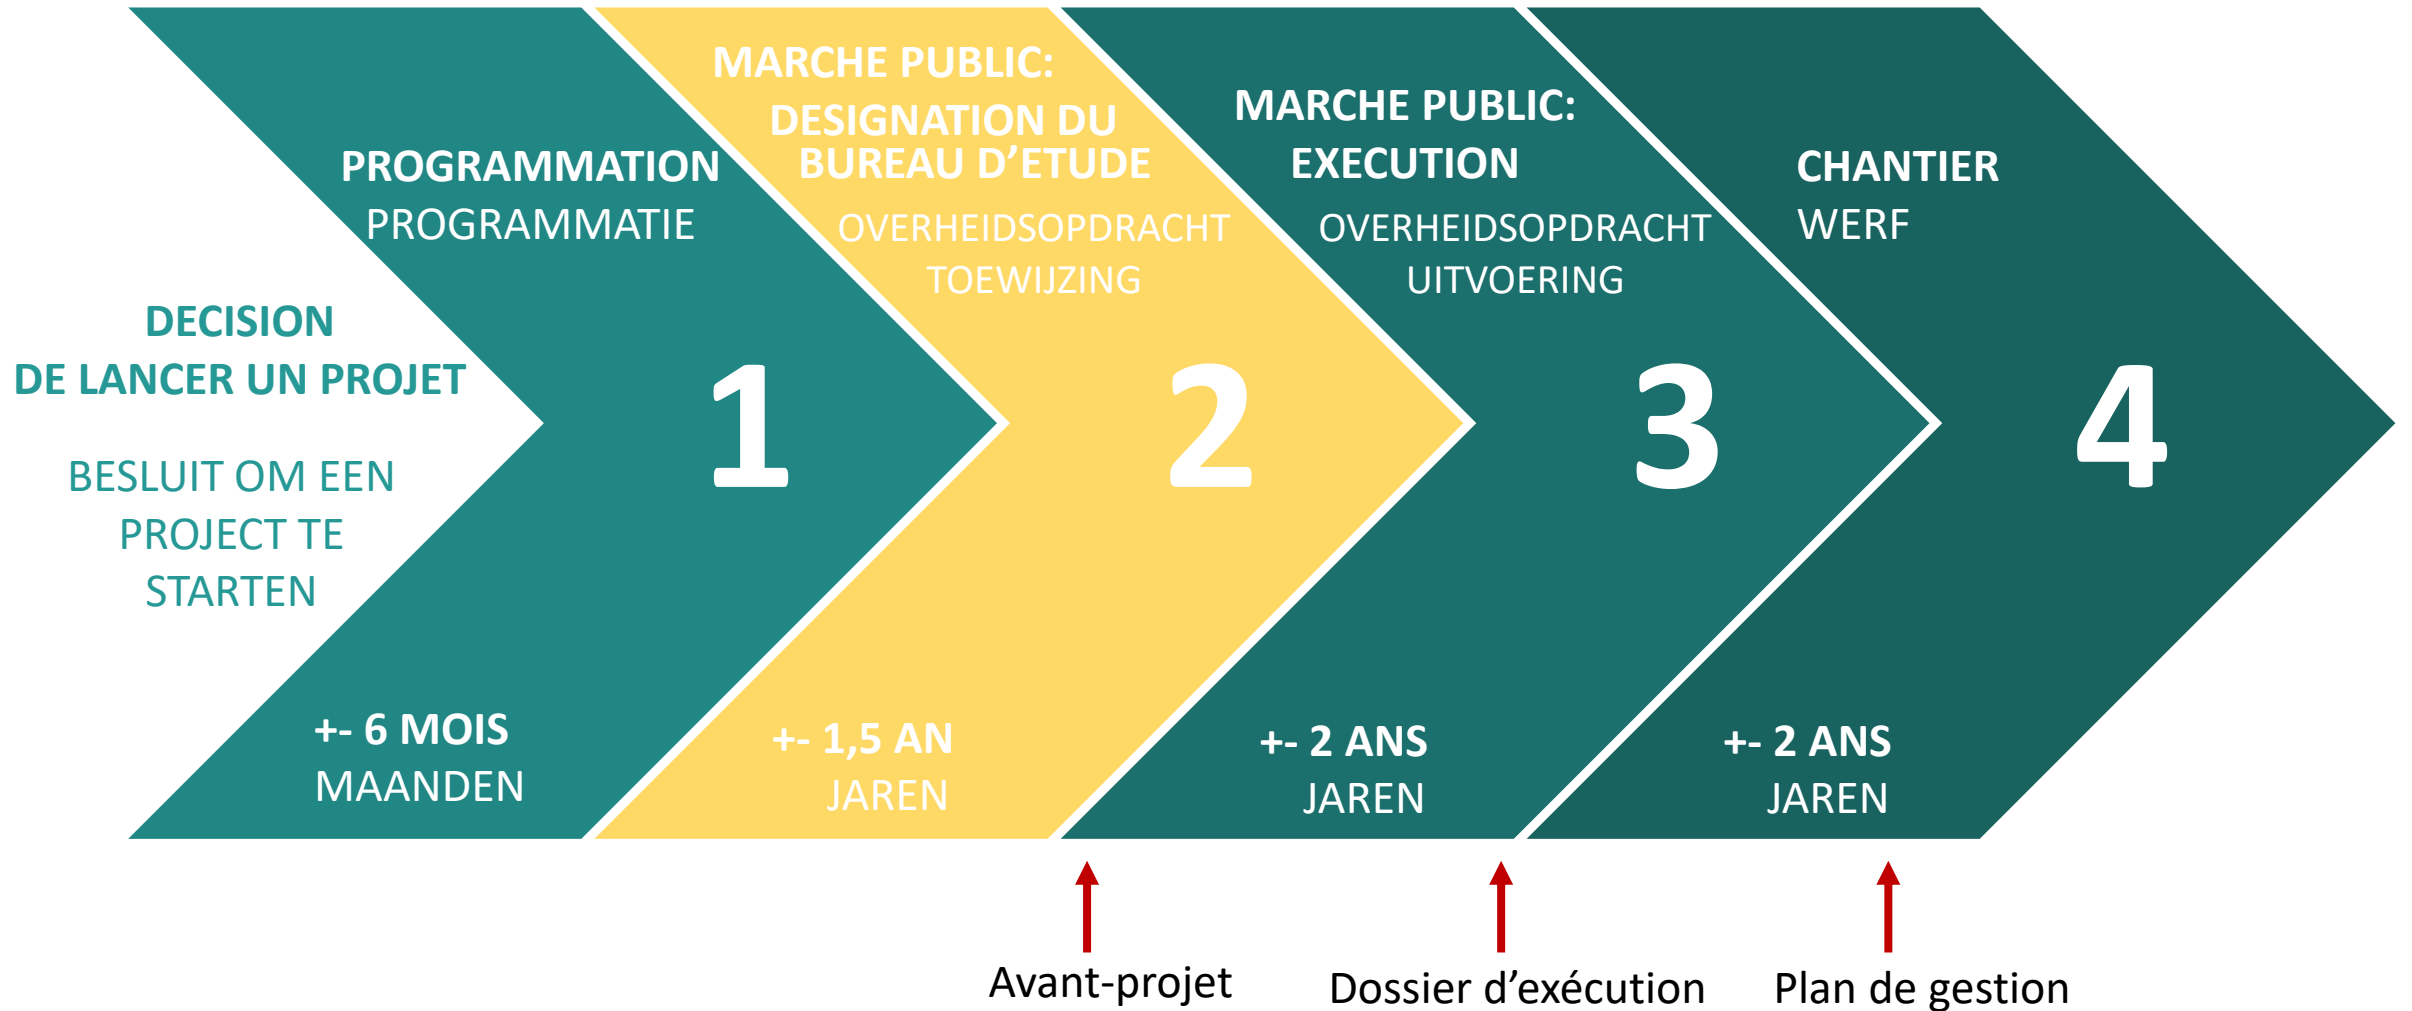 DECISION
DE LANCER UN PROJET
BESLUIT OM EEN
PROJECT TE
STARTEN
PROGRAMMATION
PROGRAMMATIE
1
+- 6 MOIS
MAANDEN
MARCHE PUBLIC:
DESIGNATION DU
BUREAU D’ETUDE
OVERHEIDSOPDRACHT
TOEWIJZING
2
+- 1,5 AN
JAREN
MARCHE PUBLIC:
EXECUTION
OVERHEIDSOPDRACHT
UITVOERING
3
+- 2 ANS
JAREN
CHANTIER
WERF
4
+- 2 ANS
JAREN
Avant-projet
Dossier d’exécution
Plan de gestion